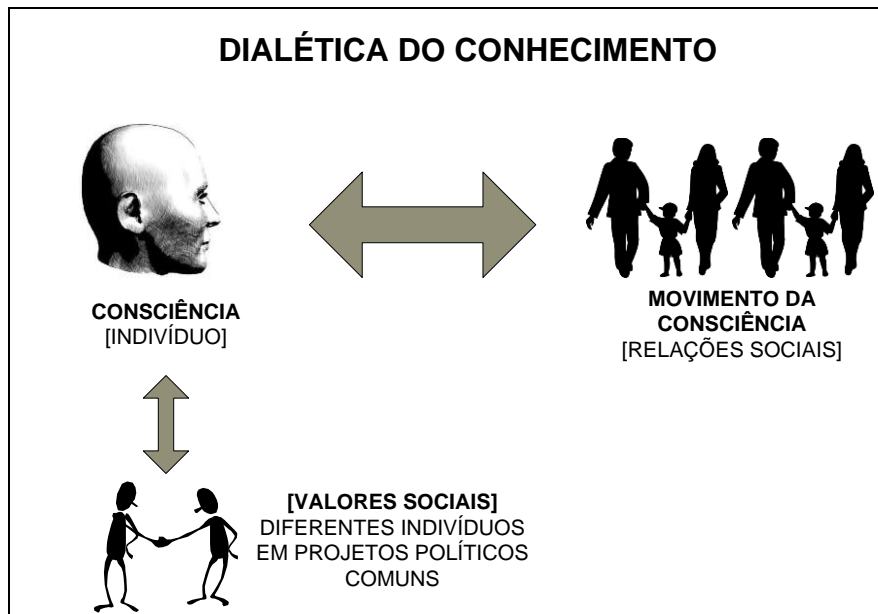 DIALÉTICA DO CONHECIMENTO
CONSCIÊNCIA
[INDIVÍDUO]
MOVIMENTO DA
CONSCIÊNCIA
[RELAÇÕES SOCIAIS]
[VALORES SOCIAIS]
DIFERENTES INDIVÍDUOS
EM PROJETOS POLÍTICOS
COMUNS